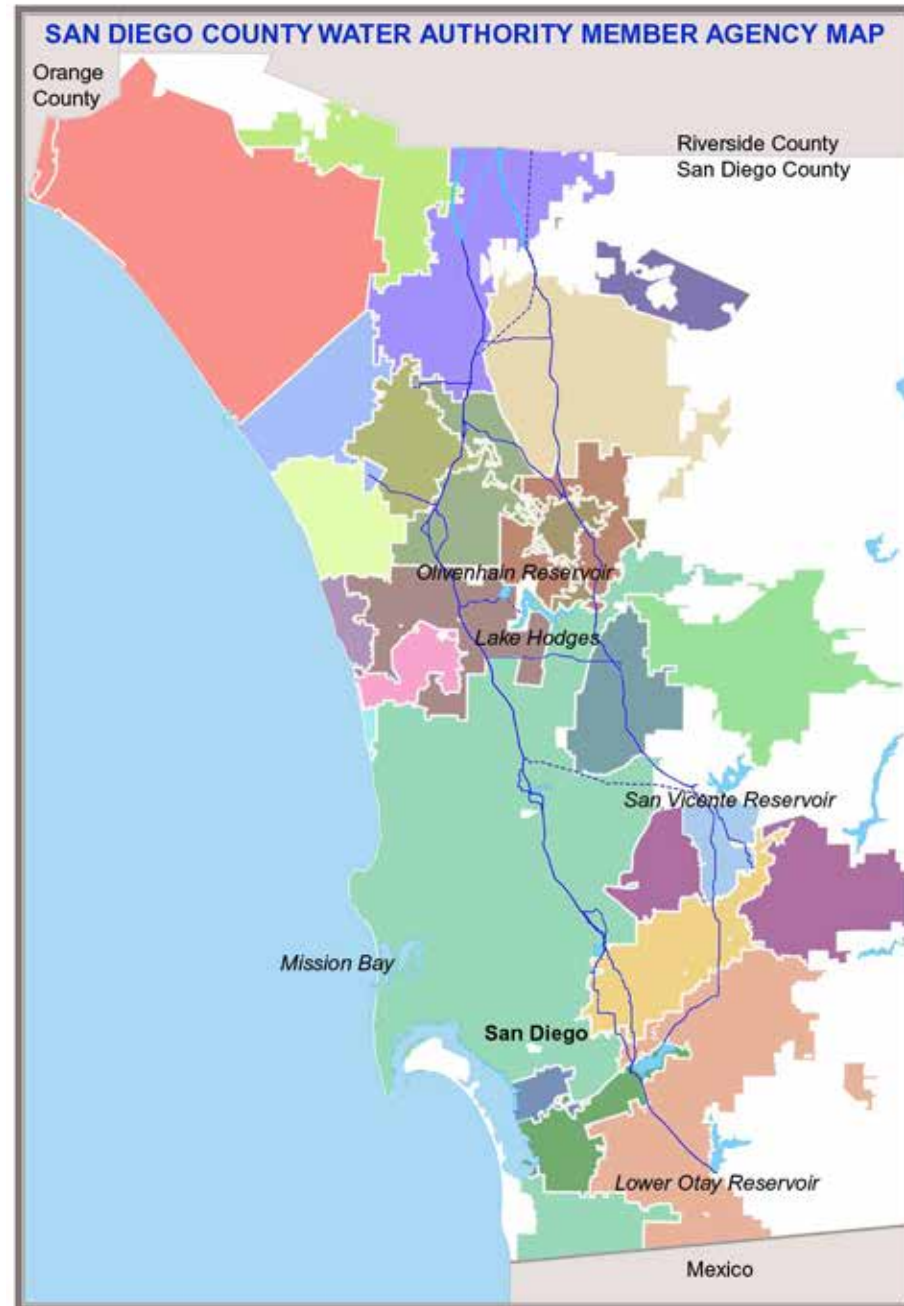 SAN DIEGO COUNTY WATER AUTHORITY MEMBER AGENCY MAP
Orange
County
Riverside County
San Diego County
Olivenhain Reservoir
Lake Hodges
San Vicente Reservoir
Mission Bay
San Diego
Lower Otay Reservoir
Mexico